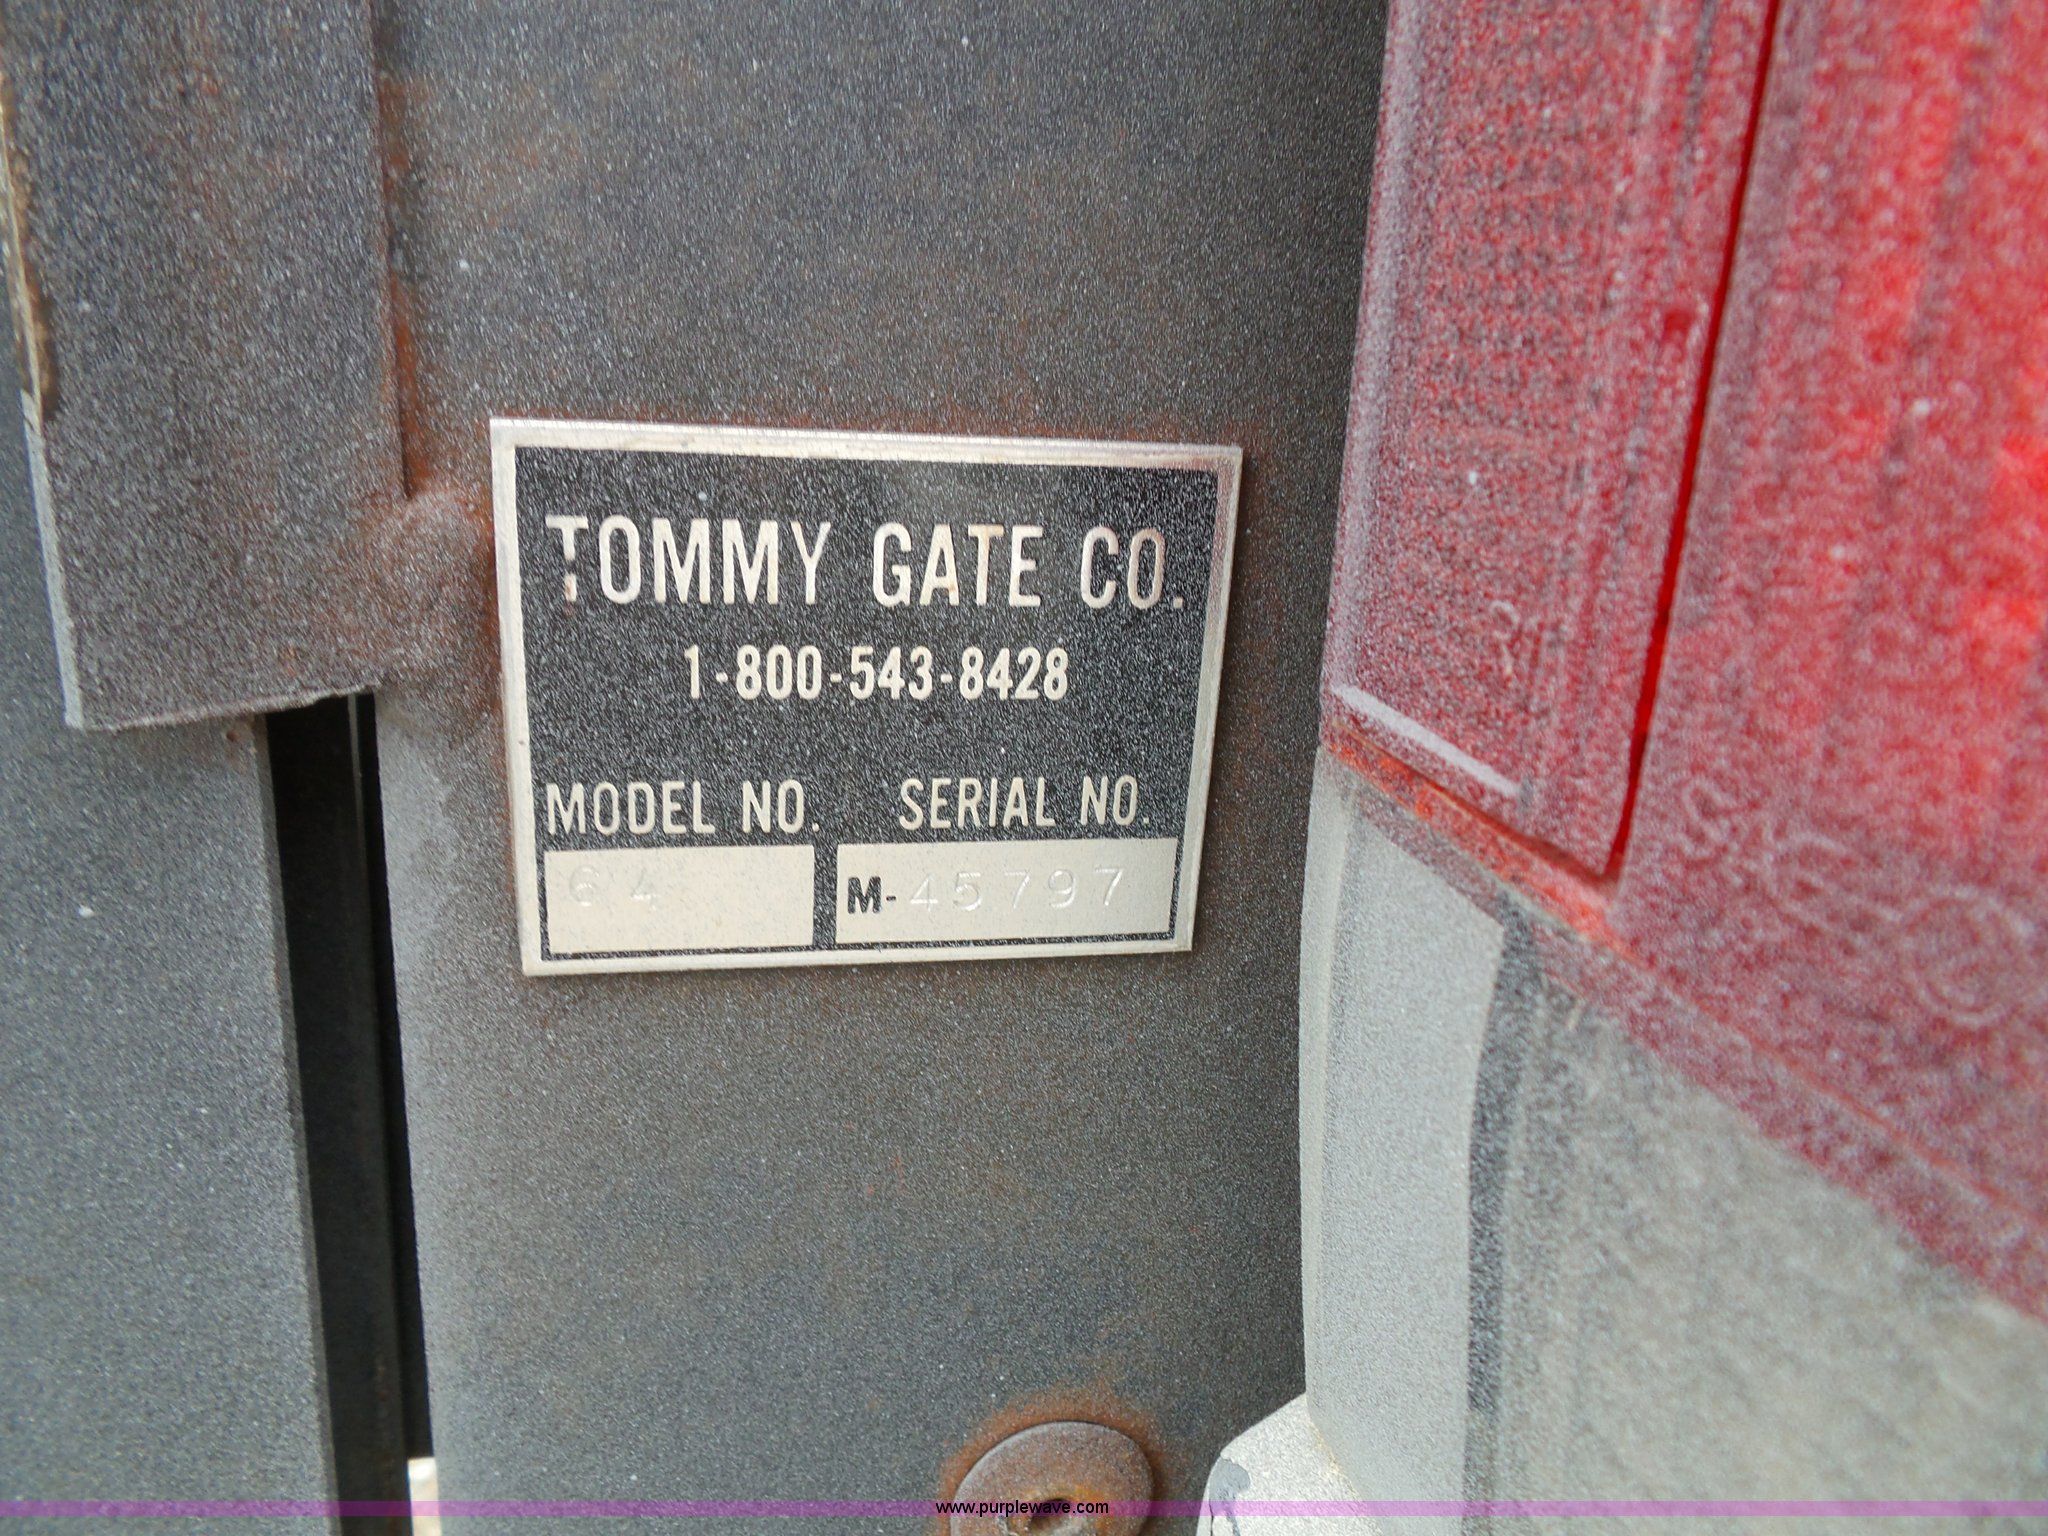 TOMMY GATE CO.
1-800-543-8428
MODEL NO. SERIAL NO.
64 M-45797
www.purplewave.com